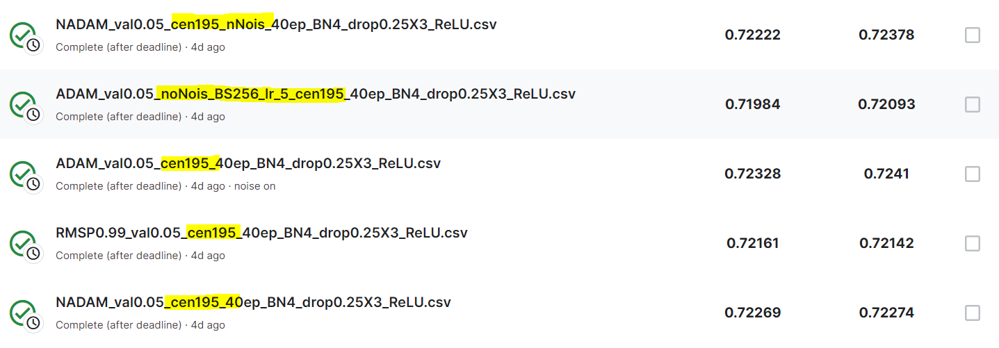 NADAM_val0.05_cen195_nNois_40ep_BN4_drop0.25X3_ReLU.csv 0.72222 0.72378
Complete (after deadline) · 4d ago
ADAM_val0.05_noNois_BS256_lr_5_cen195_40ep_BN4_drop0.25X3_ReLU.csv 0.71984 0.72093
Complete (after deadline) · 4d ago
ADAM_val0.05_cen195_40ep_BN4_drop0.25X3_ReLU.csv 0.72328 0.7241
Complete (after deadline) · 4d ago · noise on
RMSP0.99_val0.05_cen195_40ep_BN4_drop0.25X3_ReLU.csv 0.72161 0.72142
Complete (after deadline) · 4d ago
NADAM_val0.05_cen195_40ep_BN4_drop0.25X3_ReLU.csv 0.72269 0.72274
Complete (after deadline) · 4d ago